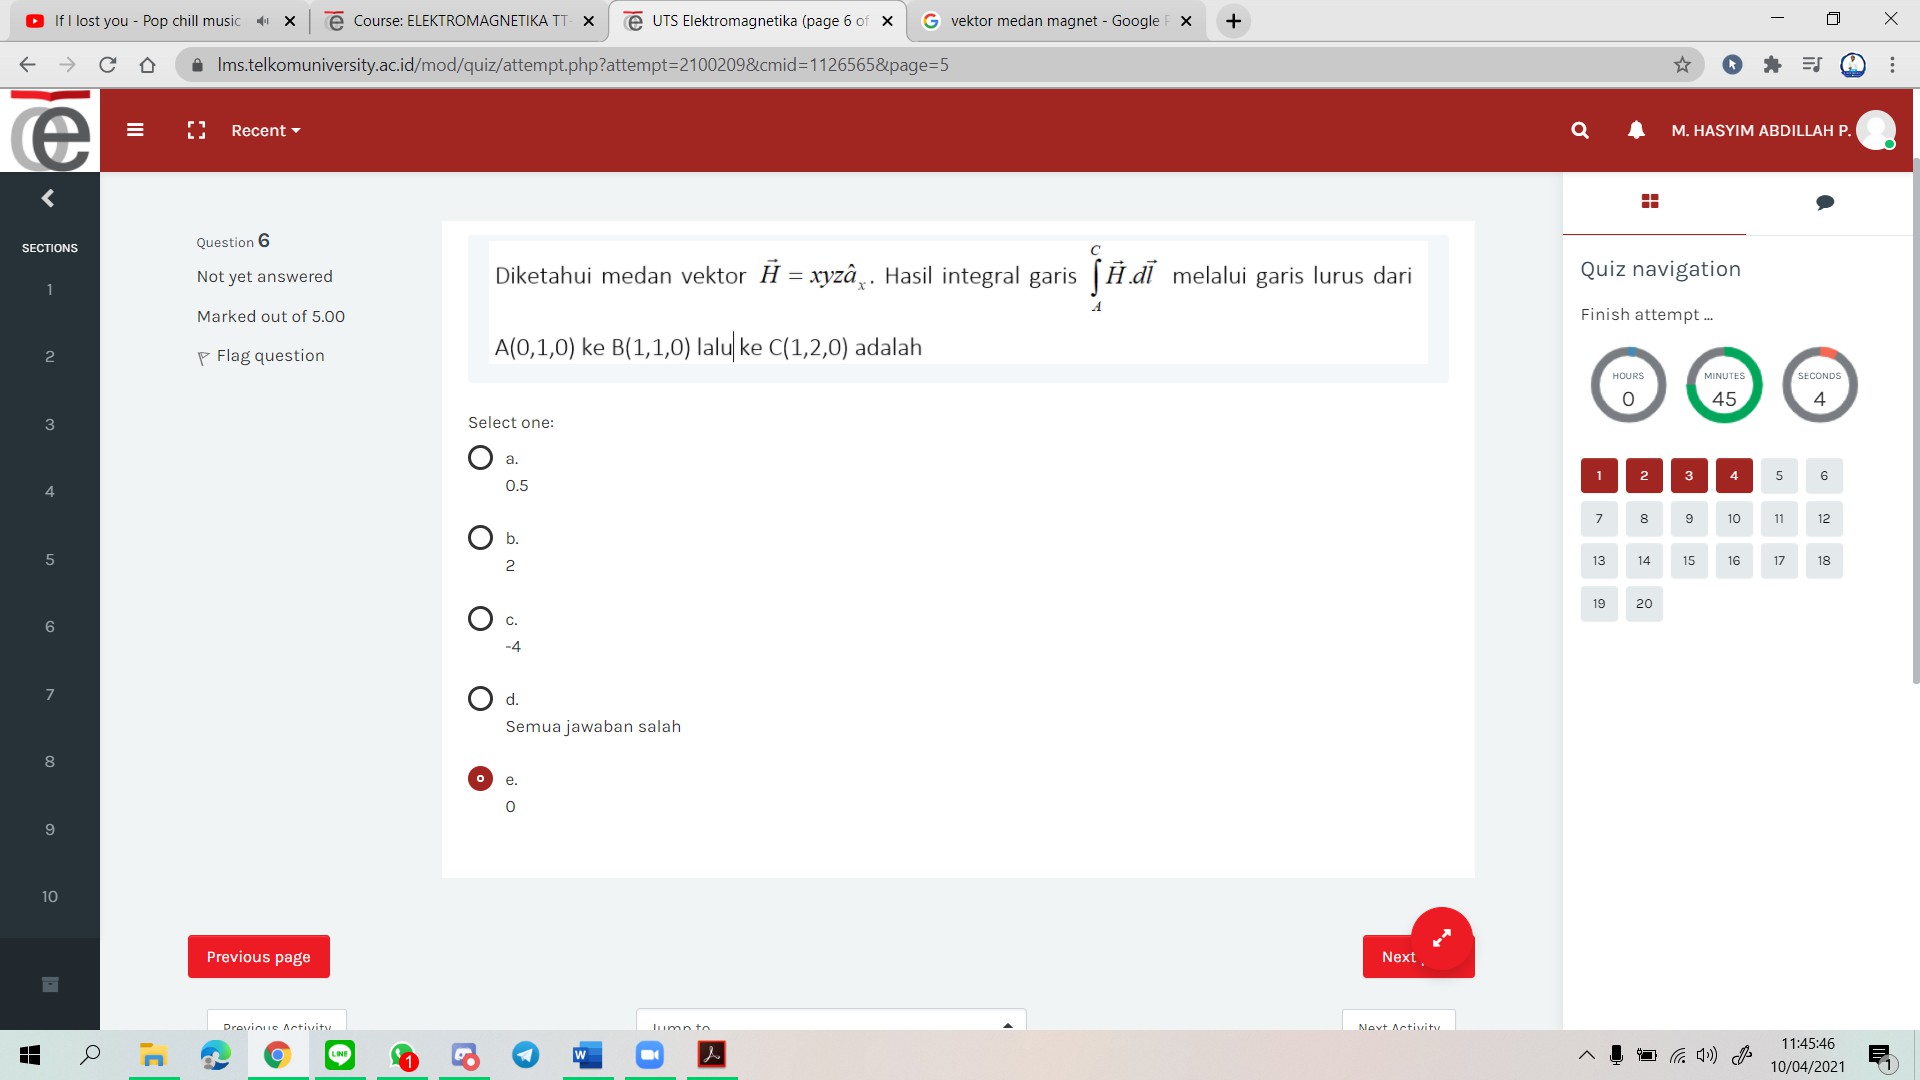 If I lost you - Pop chill music
Course: ELEKTROMAGNETIKA TT-
UTS Elektromagnetika (page 6 of
vektor medan magnet - Google
lms.telkomuniversity.ac.id/mod/quiz/attempt.php?attempt=2100209&cmid=1126565&page=5
Recent
M. HASYIM ABDILLAH P.
SECTIONS
1
2
3
4
5
6
7
8
9
10
Question 6
Not yet answered
Marked out of 5.00
Flag question
Diketahui medan vektor H⃗ = xyzâₓ. Hasil integral garis ∫ₐᶜ H⃗.dl⃗ melalui garis lurus dari
A(0,1,0) ke B(1,1,0) lalu ke C(1,2,0) adalah
Select one:
a.
0.5
b.
2
c.
-4
d.
Semua jawaban salah
e.
0
Previous page
Next
Previous Activity
Jump to
Next Activity
Quiz navigation
Finish attempt ...
HOURS
0
MINUTES
45
SECONDS
4
1 2 3 4 5 6
7 8 9 10 11 12
13 14 15 16 17 18
19 20
LINE
1
W
11:45:46
10/04/2021
1